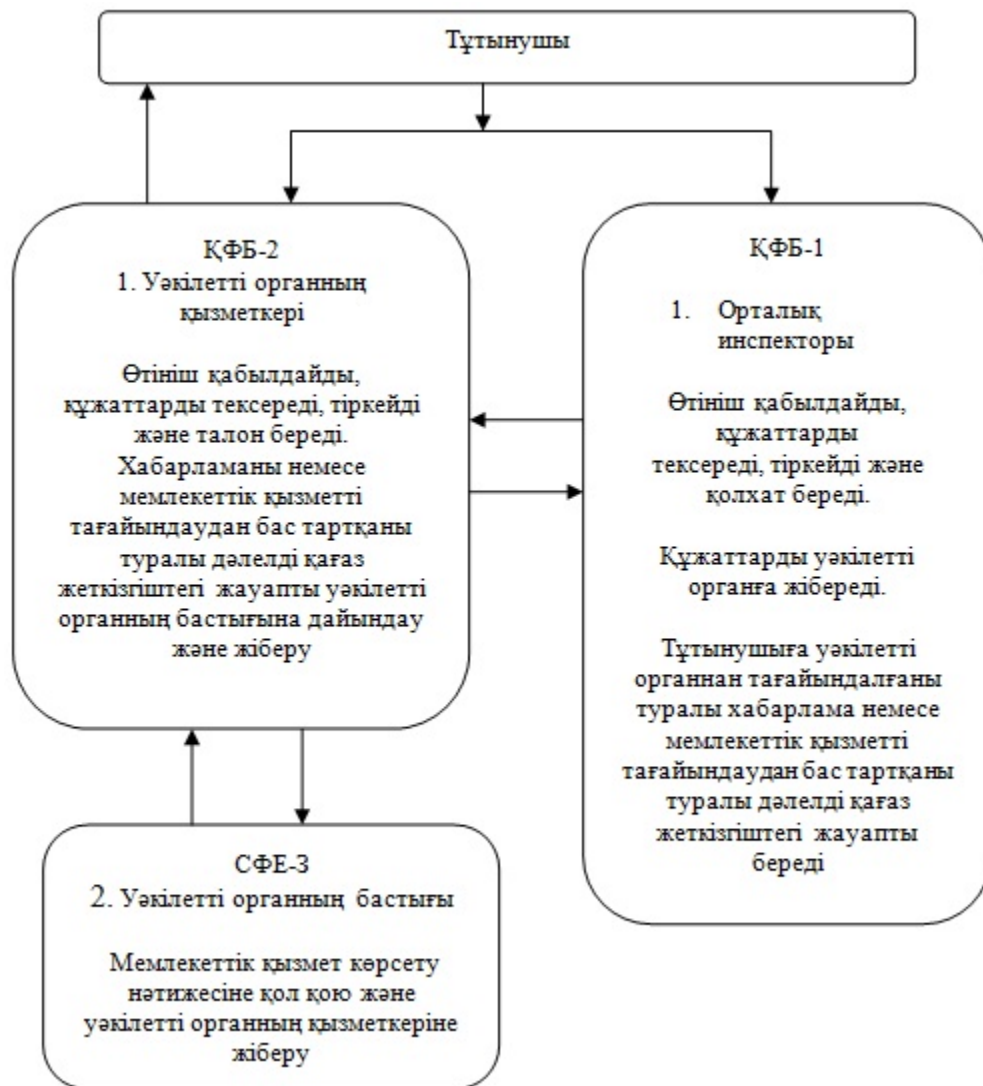 Тұтынушы
ҚФБ-2
1. Уәкілетті органның
қызметкері
Өтініш қабылдайды,
құжаттарды тексереді, тіркейді
және талон береді.
Хабарламаны немесе
мемлекеттік қызметті
тағайындаудан бас тартқаны
туралы дәлелді қағаз
жеткізгіштегі жауапты уәкілетті
органның бастығына дайындау
және жіберу
ҚФБ-1
1. Орталық
инспекторы
Өтініш қабылдайды,
құжаттарды
тексереді, тіркейді және
қолхат береді.
Құжаттарды уәкілетті
органға жібереді.
Тұтынушыға уәкілетті
органнан тағайындалғаны
туралы хабарлама немесе
мемлекеттік қызметті
тағайындаудан бас тартқаны
туралы дәлелді қағаз
жеткізгіштегі жауапты
береді
СФЕ-3
2. Уәкілетті органның бастығы
Мемлекеттік қызмет көрсету
нәтижесіне қол қою және
уәкілетті органның қызметкеріне
жіберу